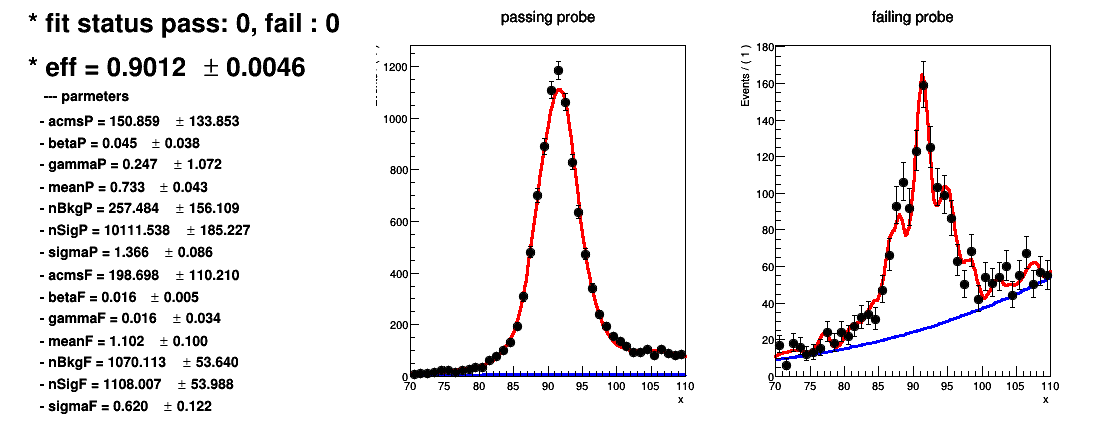 * fit status pass: 0, fail : 0
* eff = 0.9012 ± 0.0046
--- parmeters
- acmsP = 150.859 ± 133.853
- betaP = 0.045 ± 0.038
- gammaP = 0.247 ± 1.072
- meanP = 0.733 ± 0.043
- nBkgP = 257.484 ± 156.109
- nSigP = 10111.538 ± 185.227
- sigmaP = 1.366 ± 0.086
- acmsF = 198.698 ± 110.210
- betaF = 0.016 ± 0.005
- gammaF = 0.016 ± 0.034
- meanF = 1.102 ± 0.100
- nBkgF = 1070.113 ± 53.640
- nSigF = 1108.007 ± 53.988
- sigmaF = 0.620 ± 0.122
passing probe
1200
1000
800
600
400
200
0
70 75 80 85 90 95 100 105 110
x
failing probe
Events / ( 1 )
180
160
140
120
100
80
60
40
20
0
70 75 80 85 90 95 100 105 110
x